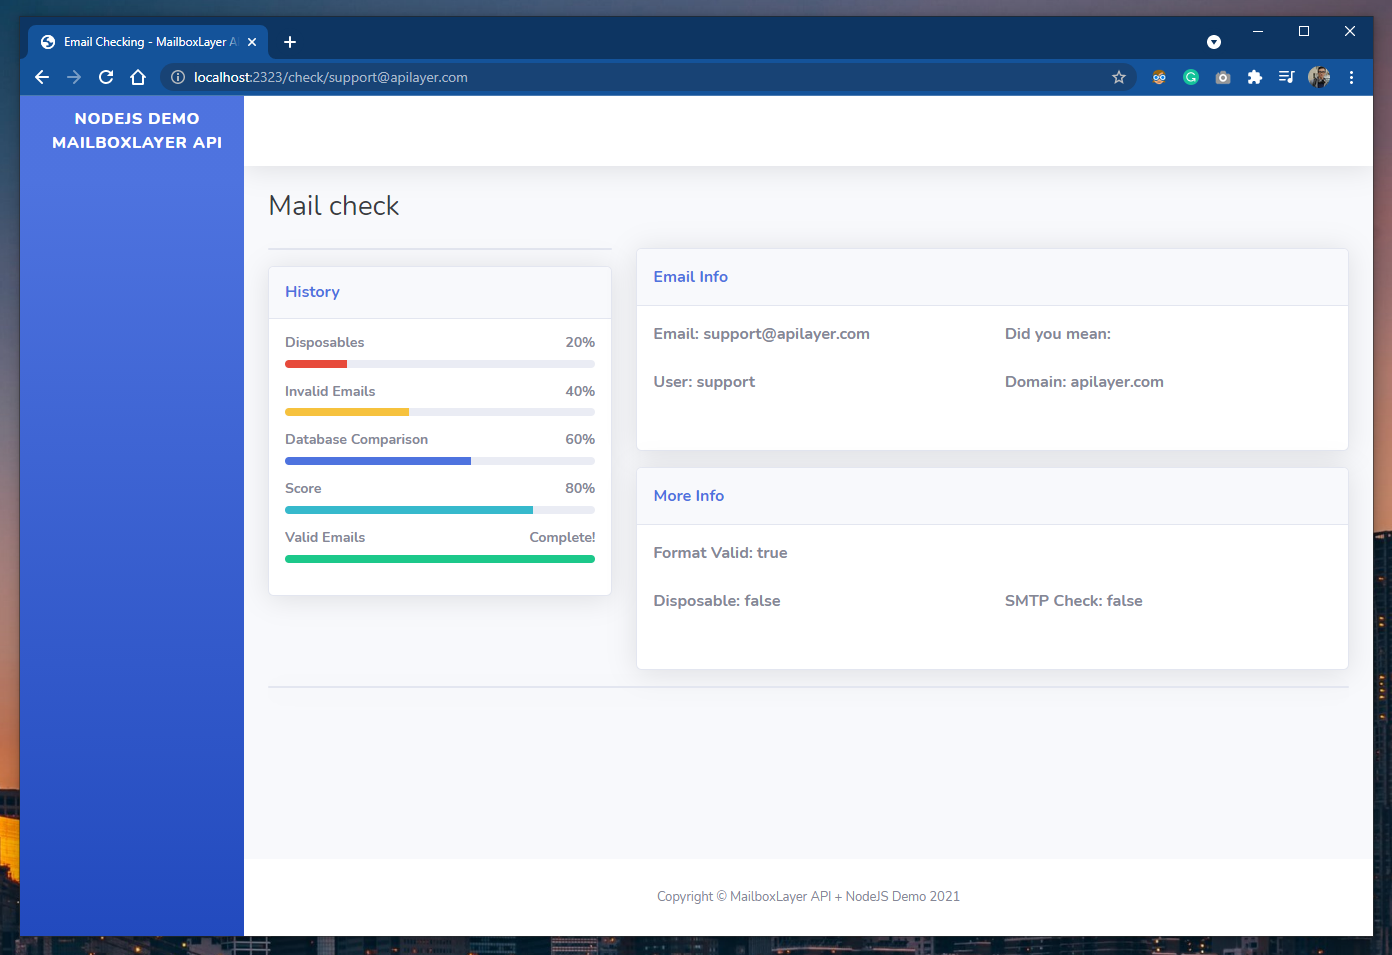 Email Checking - MailboxLayer A
localhost:2323/check/support@apilayer.com
NODEJS DEMO
MAILBOXLAYER API
Mail check
History
Disposables 20%
Invalid Emails 40%
Database Comparison 60%
Score 80%
Valid Emails Complete!
Email Info
Email: support@apilayer.com Did you mean:
User: support Domain: apilayer.com
More Info
Format Valid: true
Disposable: false SMTP Check: false
Copyright © MailboxLayer API + NodeJS Demo 2021